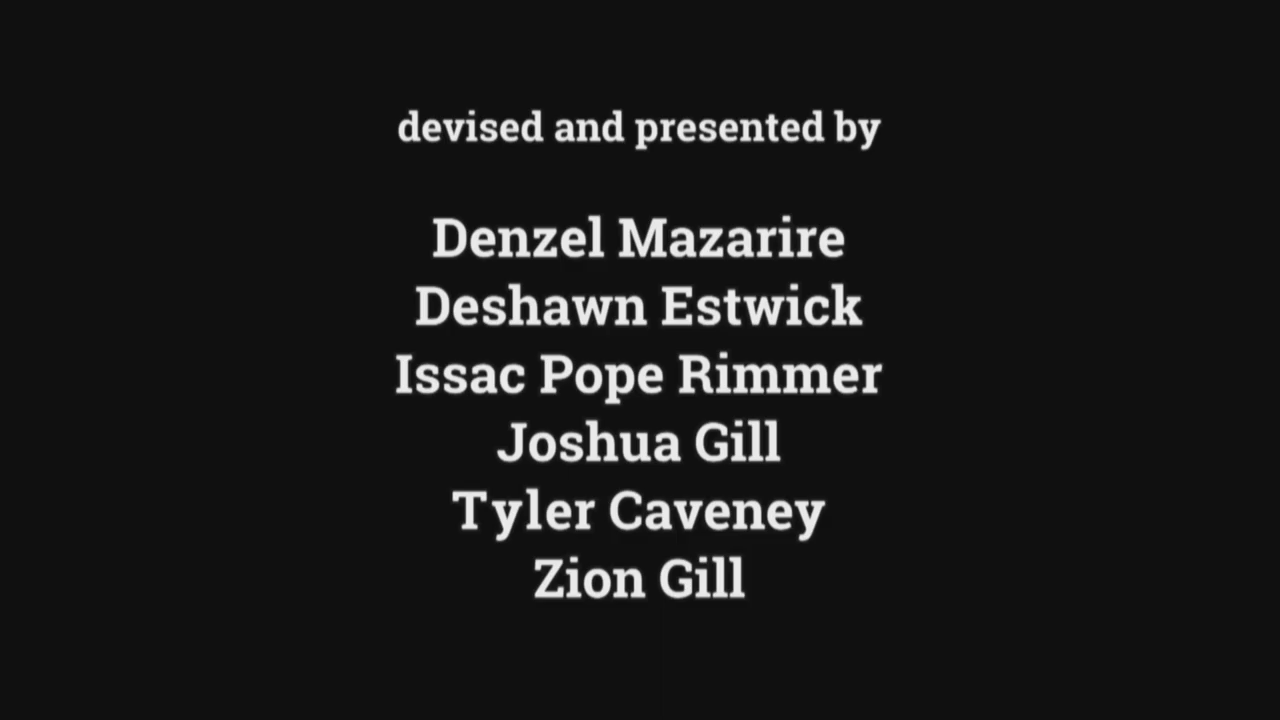 devised and presented by
Denzel Mazarire
Deshawn Estwick
Issac Pope Rimmer
Joshua Gill
Tyler Caveney
Zion Gill